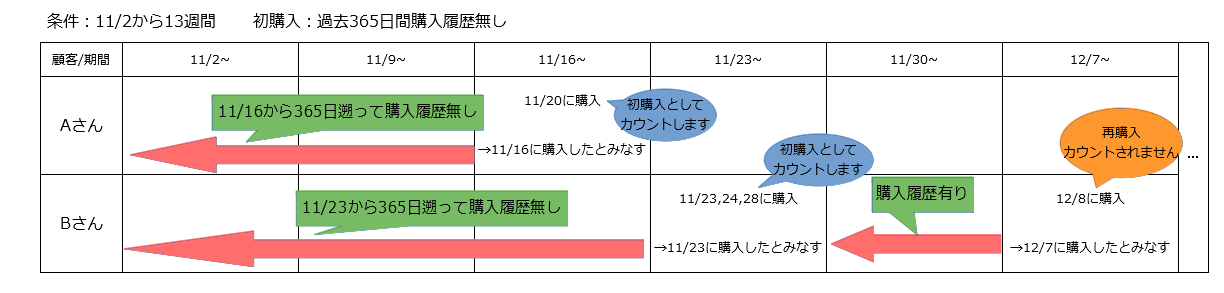 条件：11/2から13週間　　初購入：過去365日間購入履歴無し
顧客/期間　11/2~　11/9~　11/16~　11/23~　11/30~　12/7~
Aさん
11/16から365日遡って購入履歴無し
11/20に購入
初購入として
カウントします
→11/16に購入したとみなす
再購入
カウントされません
...
Bさん
11/23から365日遡って購入履歴無し
初購入として
カウントします
11/23,24,28に購入
→11/23に購入したとみなす
購入履歴有り
12/8に購入
→12/7に購入したとみなす